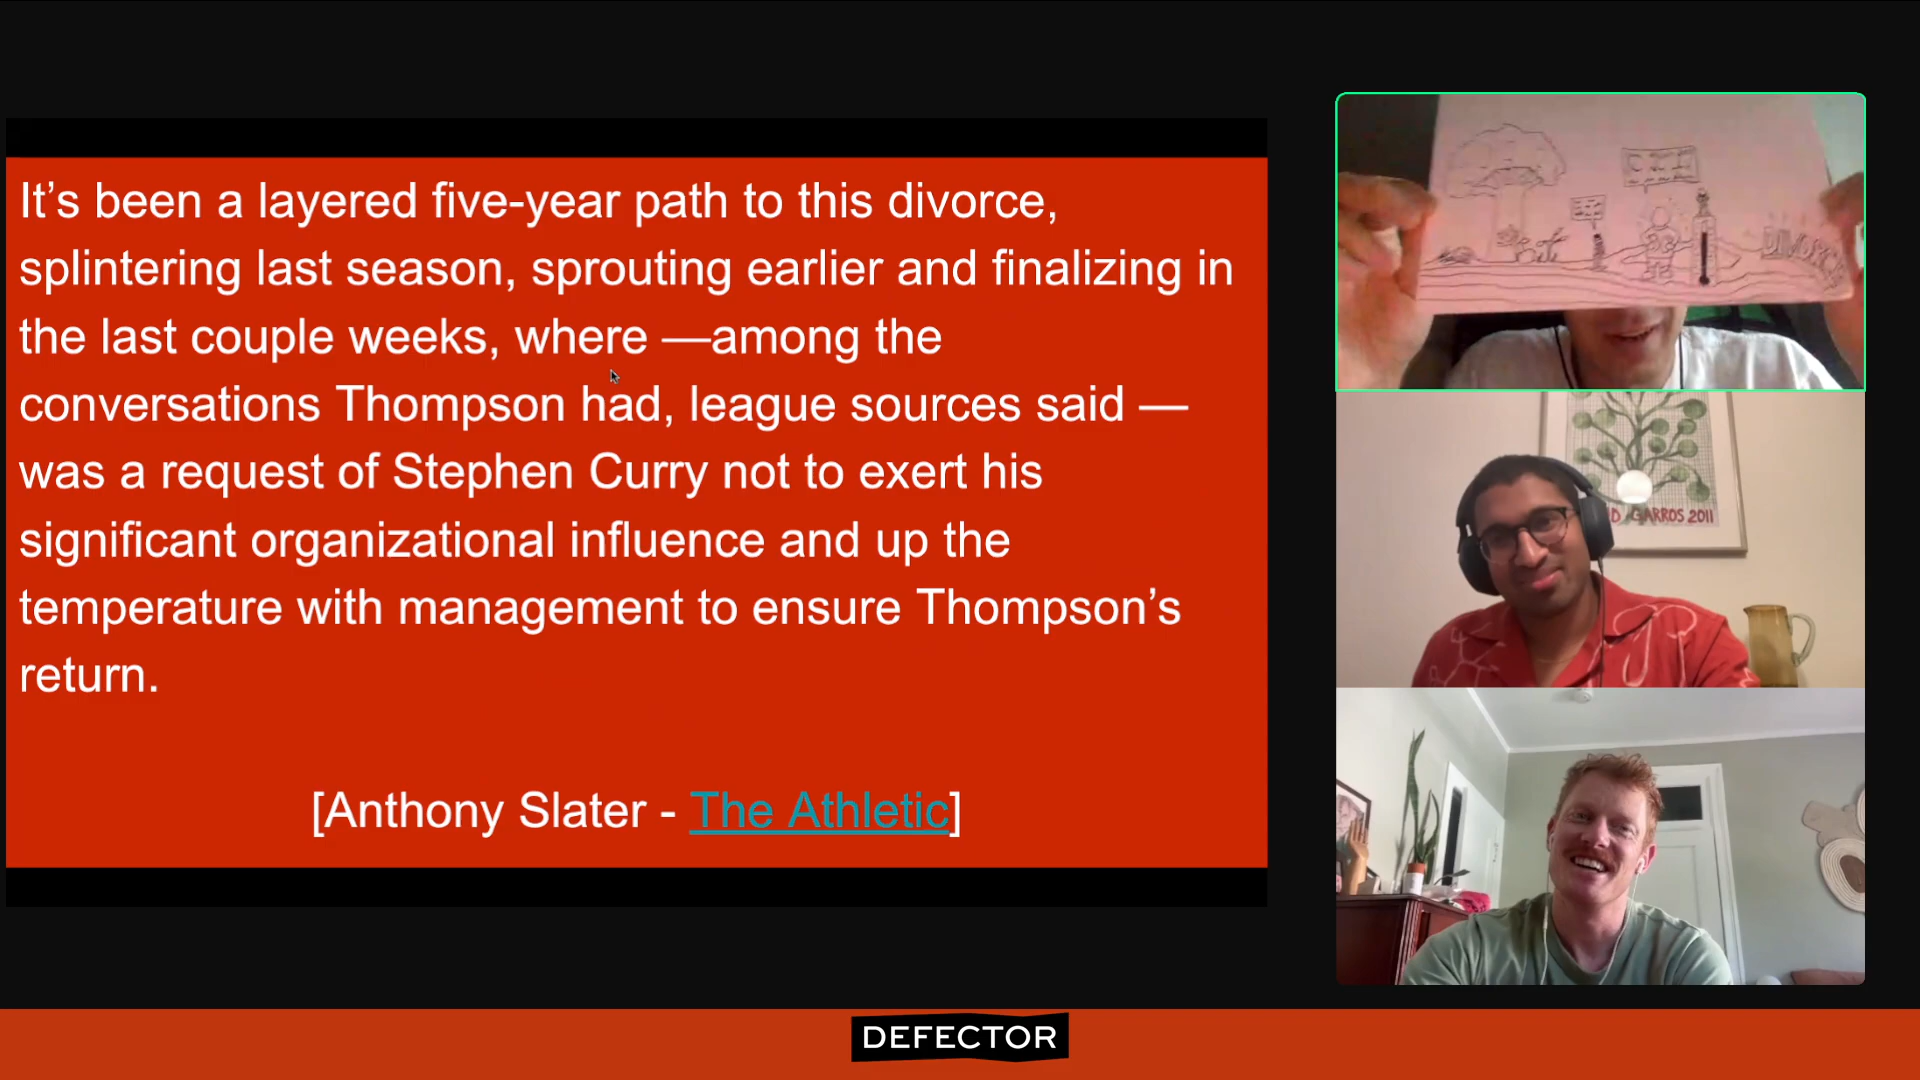 It’s been a layered five-year path to this divorce,
splintering last season, sprouting earlier and finalizing in
the last couple weeks, where —among the
conversations Thompson had, league sources said —
was a request of Stephen Curry not to exert his
significant organizational influence and up the
temperature with management to ensure Thompson’s
return.
[Anthony Slater - The Athletic]
DIVORCE
GARROS 2011
DEFECTOR